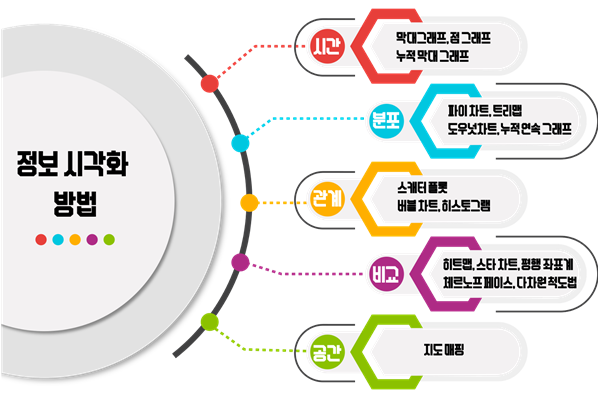 정보 시각화
방법
시간
막대그래프, 점 그래프
누적 막대 그래프
분포
파이 차트, 트리맵
도우넛차트, 누적 연속 그래프
관계
스캐터 플롯
버블 차트, 히스토그램
비교
히트맵, 스타 차트, 평행 좌표계
체르노프 페이스, 다차원 척도법
공간
지도 매핑